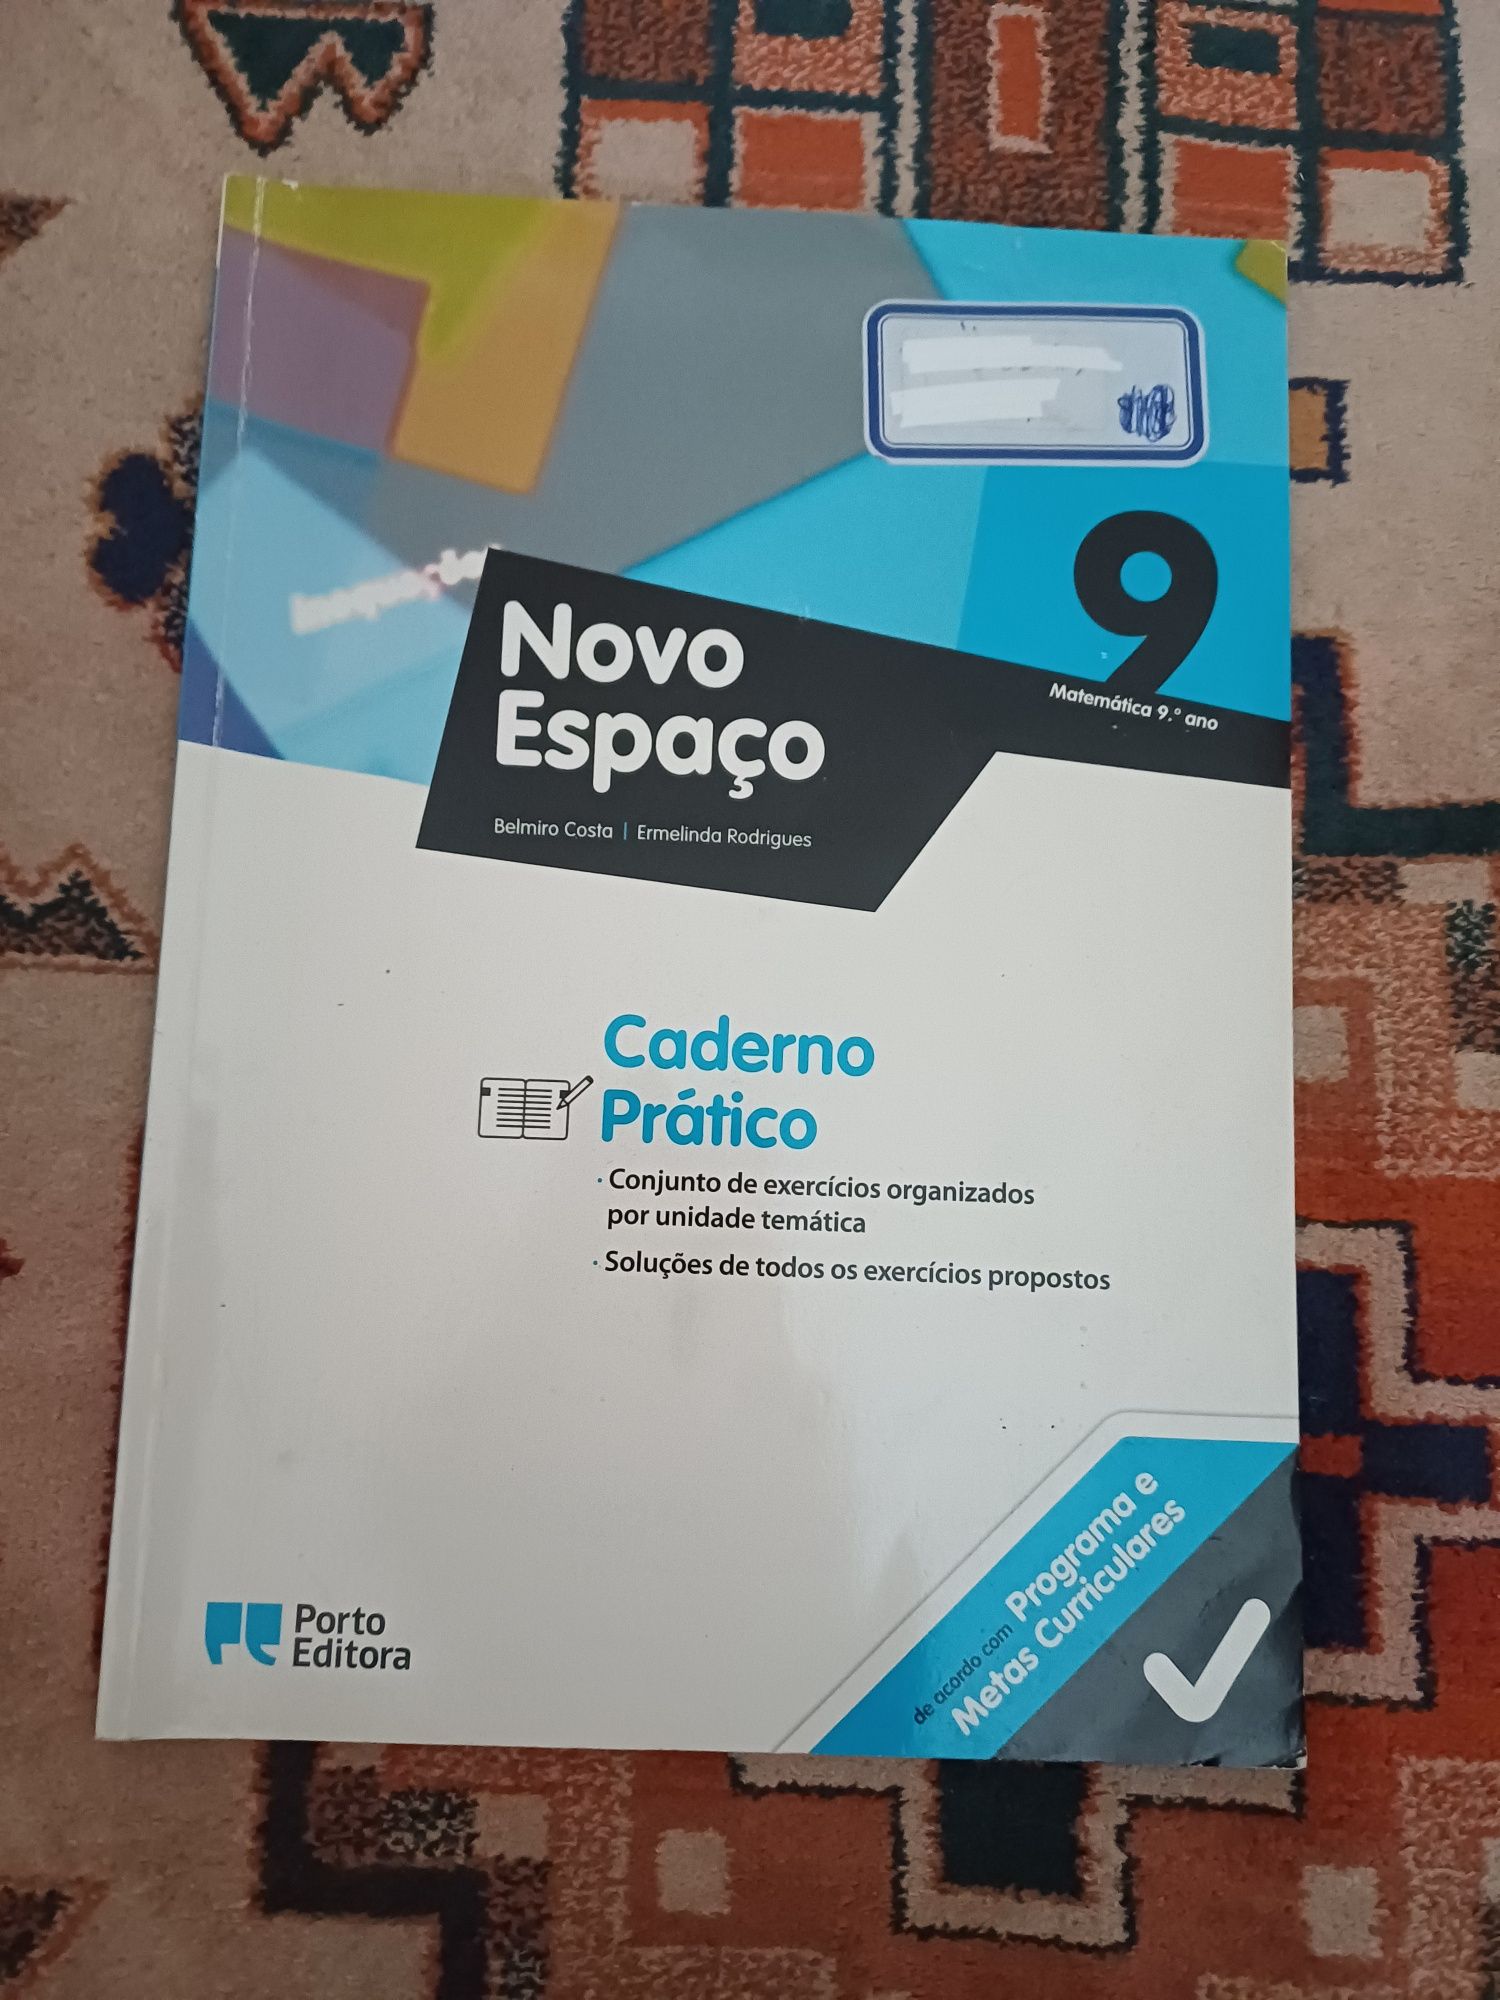 9
Matemática 9.º ano
Novo
Espaço
Belmiro Costa | Ermelinda Rodrigues
Caderno
Prático
· Conjunto de exercícios organizados
por unidade temática
· Soluções de todos os exercícios propostos
de acordo com Programa e
Metas Curriculares
Porto
Editora